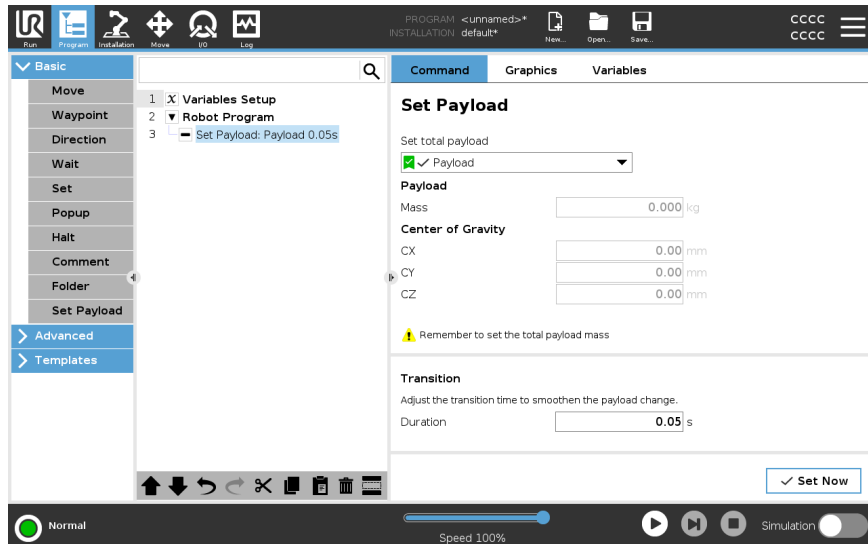 UR
Run
Program
Installation
Move
I/O
Log
PROGRAM <unnamed>*
INSTALLATION default*
New...
Open...
Save...
CCCC
CCCC
Basic
Move
Waypoint
Direction
Wait
Set
Popup
Halt
Comment
Folder
Set Payload
Advanced
Templates
1 X Variables Setup
2 Robot Program
3 Set Payload: Payload 0.05s
Command Graphics Variables
Set Payload
Set total payload
Payload
Payload
Mass 0.000 kg
Center of Gravity
CX 0.00 mm
CY 0.00 mm
CZ 0.00 mm
Remember to set the total payload mass
Transition
Adjust the transition time to smoothen the payload change.
Duration 0.05 s
Set Now
Normal
Speed 100%
Simulation